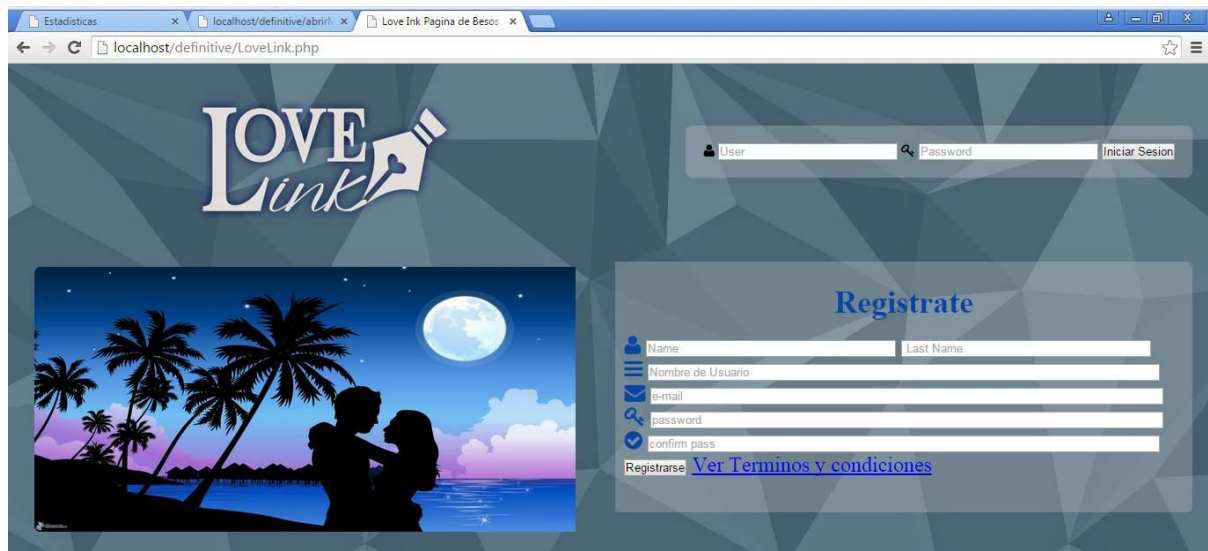 Estadisticas
localhost/definitive/abrirM
Love Ink Pagina de Besos
localhost/definitive/LoveLink.php
LOVE
Link
User Password Iniciar Sesion
Registrate
Name Last Name
Nombre de Usuario
e-mail
password
confirm pass
Registrarse Ver Terminos y condiciones